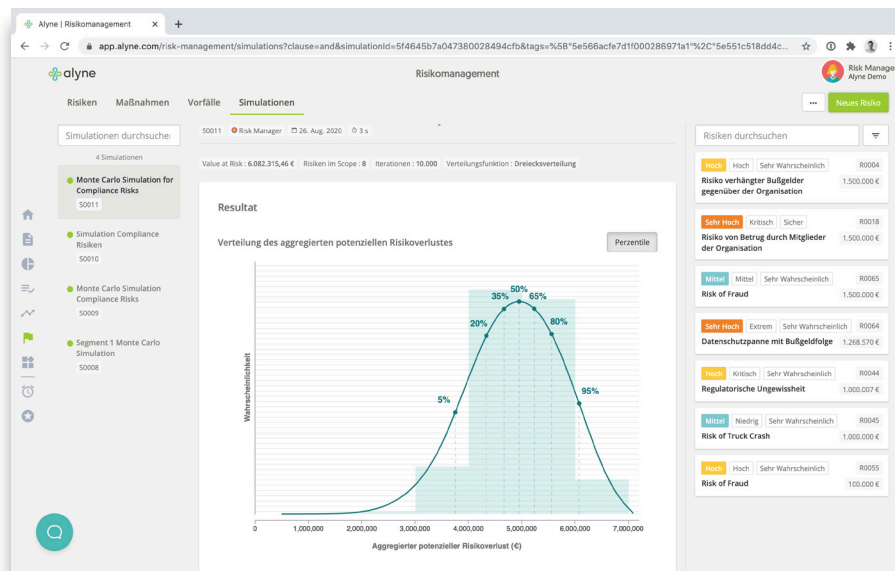 Alyne | Risikomanagement
app.alyne.com/risk-management/simulations?clause=and&simulationId=5f4645b7a047380028494cfb&tags=%5B"5e566acfe7d1f000286971a1"%2C"5e551c518dd4c...
alyne
Risikomanagement
Risk Manage
Alyne Demo
Risiken
Maßnahmen
Vorfälle
Simulationen
Neues Risiko
Simulationen durchsuchen
4 Simulationen
Monte Carlo Simulation for
Compliance Risks
S0011
Simulation Compliance
Risiken
S0010
Monte Carlo Simulation
Compliance Risks
S0009
Segment 1 Monte Carlo
Simulation
S0008
S0011 Risk Manager 26. Aug. 2020 3 s
Value at Risk : 6.082.315,46 € Risiken im Scope : 8 Iterationen : 10.000 Verteilungsfunktion : Dreiecksverteilung
Resultat
Verteilung des aggregierten potenziellen Risikoverlustes
Perzentile
Wahrscheinlichkeit
5%
20%
35%
50%
65%
80%
95%
0 1,000,000 2,000,000 3,000,000 4,000,000 5,000,000 6,000,000 7,000,000
Aggregierter potenzieller Risikoverlust (€)
Risiken durchsuchen
Hoch Hoch Sehr Wahrscheinlich R0004
Risiko verhängter Bußgelder 1.500.000 €
gegenüber der Organisation
Sehr Hoch Kritisch Sicher R0018
Risiko von Betrug durch Mitglieder 1.500.000 €
der Organisation
Mittel Mittel Sehr Wahrscheinlich R0065
Risk of Fraud 1.500.000 €
Sehr Hoch Extrem Sehr Wahrscheinlich R0064
Datenschutzpanne mit Bußgeldfolge 1.268.570 €
Hoch Kritisch Sehr Wahrscheinlich R0044
Regulatorische Ungewissheit 1.000.007 €
Mittel Niedrig Sehr Wahrscheinlich R0045
Risk of Truck Crash 1.000.000 €
Hoch Hoch Sehr Wahrscheinlich R0055
Risk of Fraud 100.000 €